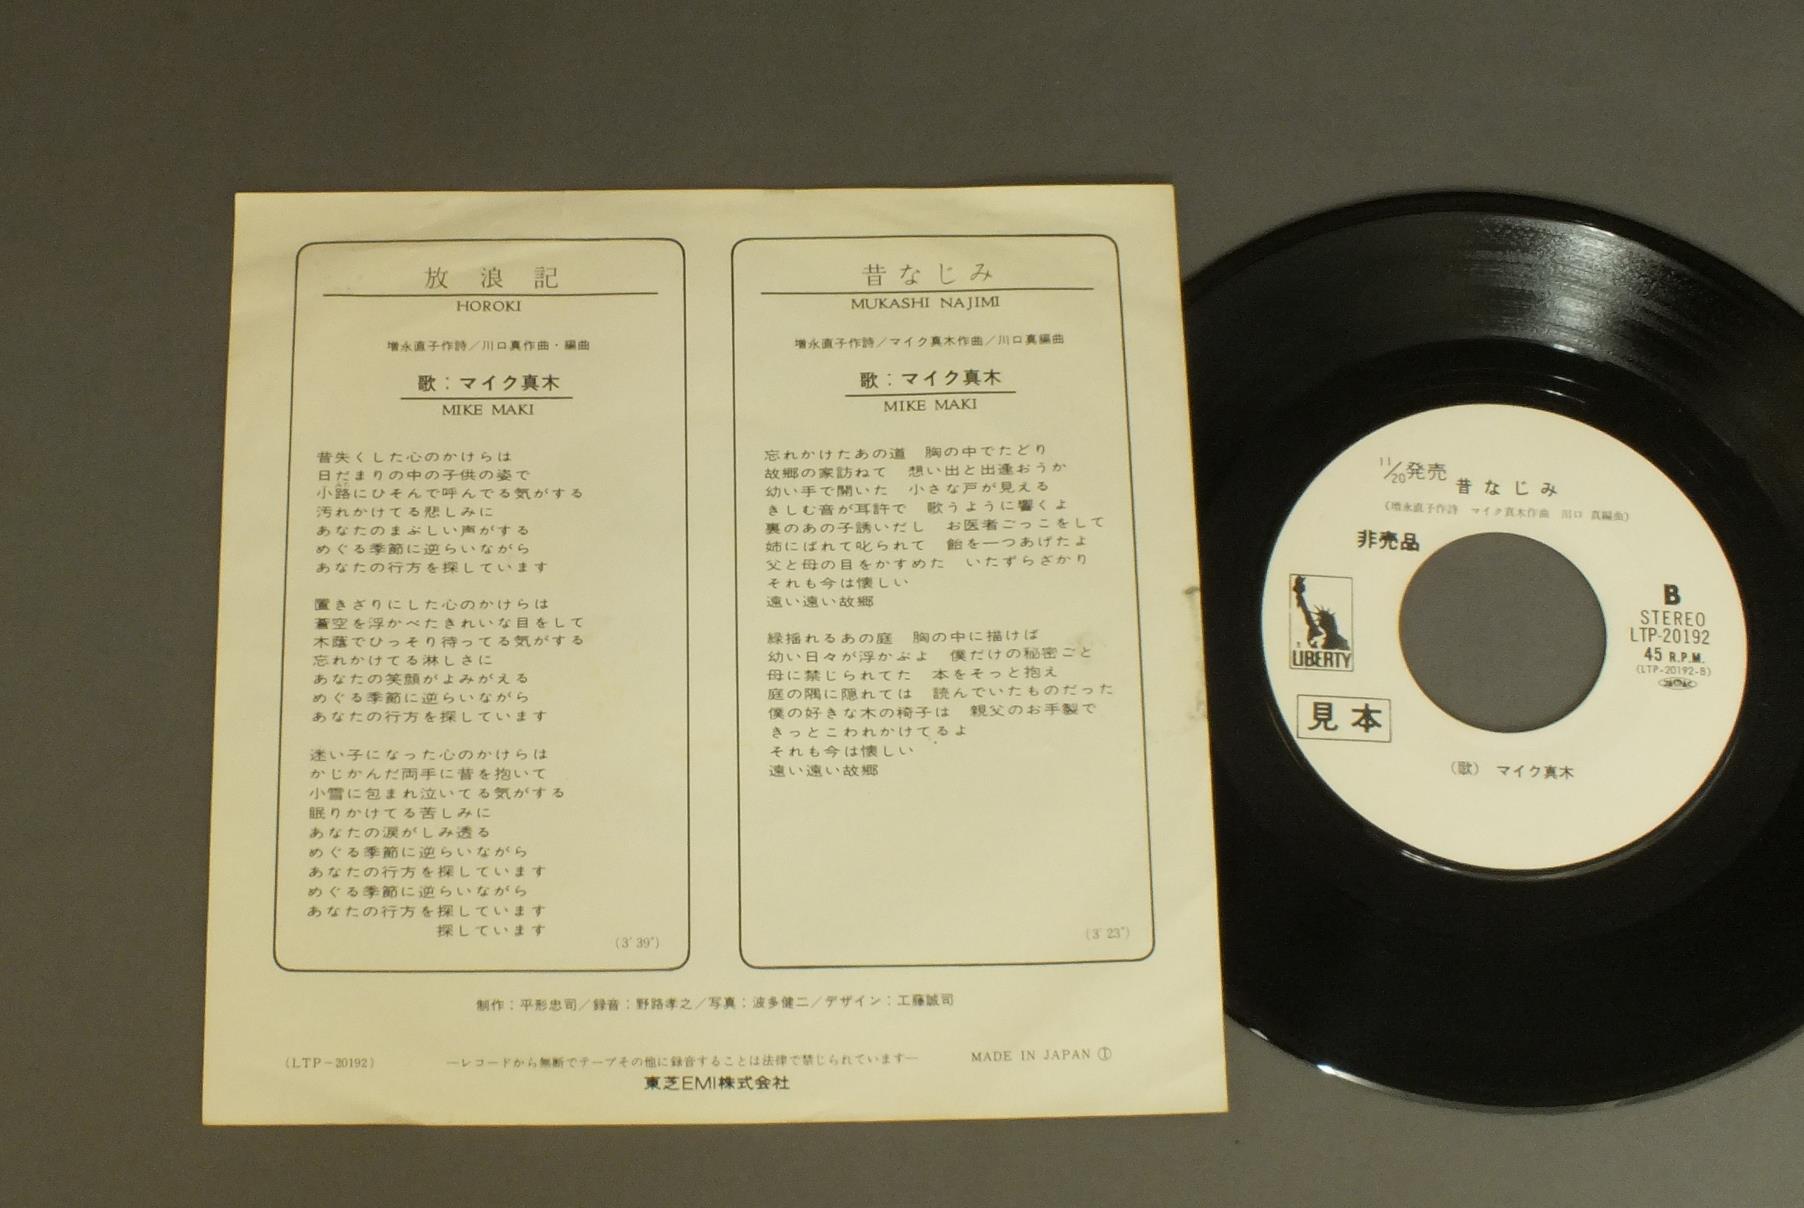 放浪記
HOROKI
増永直子作詩／川口真作曲・編曲
歌：マイク真木
MIKE MAKI
昔失くした心のかけらは
日だまりの中の子供の姿で
小路にひそんで呼んでる気がする
汚れかけてる悲しみに
あなたのまぶしい声がする
めぐる季節に逆らいながら
あなたの行方を探しています
置きざりにした心のかけらは
蒼空を浮かべたきれいな目をして
木蔭でひっそり待ってる気がする
忘れかけてる淋しさに
あなたの笑顔がよみがえる
めぐる季節に逆らいながら
あなたの行方を探しています
迷い子になった心のかけらは
かじかんだ両手に昔を抱いて
小雪に包まれ泣いてる気がする
眠りかけてる苦しみに
あなたの涙がしみ透る
めぐる季節に逆らいながら
あなたの行方を探しています
めぐる季節に逆らいながら
あなたの行方を探しています
探しています
(3′39″)
昔なじみ
MUKASHI NAJIMI
増永直子作詩／マイク真木作曲／川口真編曲
歌：マイク真木
MIKE MAKI
忘れかけたあの道　胸の中でたどり
故郷の家訪ねて　想い出と出逢おうか
幼い手で開いた　小さな戸が見える
きしむ音が耳許で　歌うように響くよ
裏のあの子誘いだし　お医者ごっこをして
姉にばれて叱られて　飴を一つあげたよ
父と母の目をかすめた　いたずらざかり
それも今は懐しい
遠い遠い故郷
緑揺れるあの庭　胸の中に描けば
幼い日々が浮かぶよ　僕だけの秘密ごと
母に禁じられてた　本をそっと抱え
庭の隅に隠れては　読んでいたものだった
僕の好きな木の椅子は　親父のお手製で
きっとこわれかけてるよ
それも今は懐しい
遠い遠い故郷
(3′23″)
制作：平形忠司／録音：野路孝之／写真：波多健二／デザイン：工藤誠司
(LTP-20192)
―レコードから無断でテープその他に録音することは法律で禁じられています―
MADE IN JAPAN Ⓣ
東芝EMI株式会社
11/20発売
昔なじみ
(増永直子作詩　マイク真木作曲　川口 真編曲)
非売品
LIBERTY
見本
B
STEREO
LTP-20192
45 R.P.M.
(LTP-20192-B)
(歌)　マイク真木